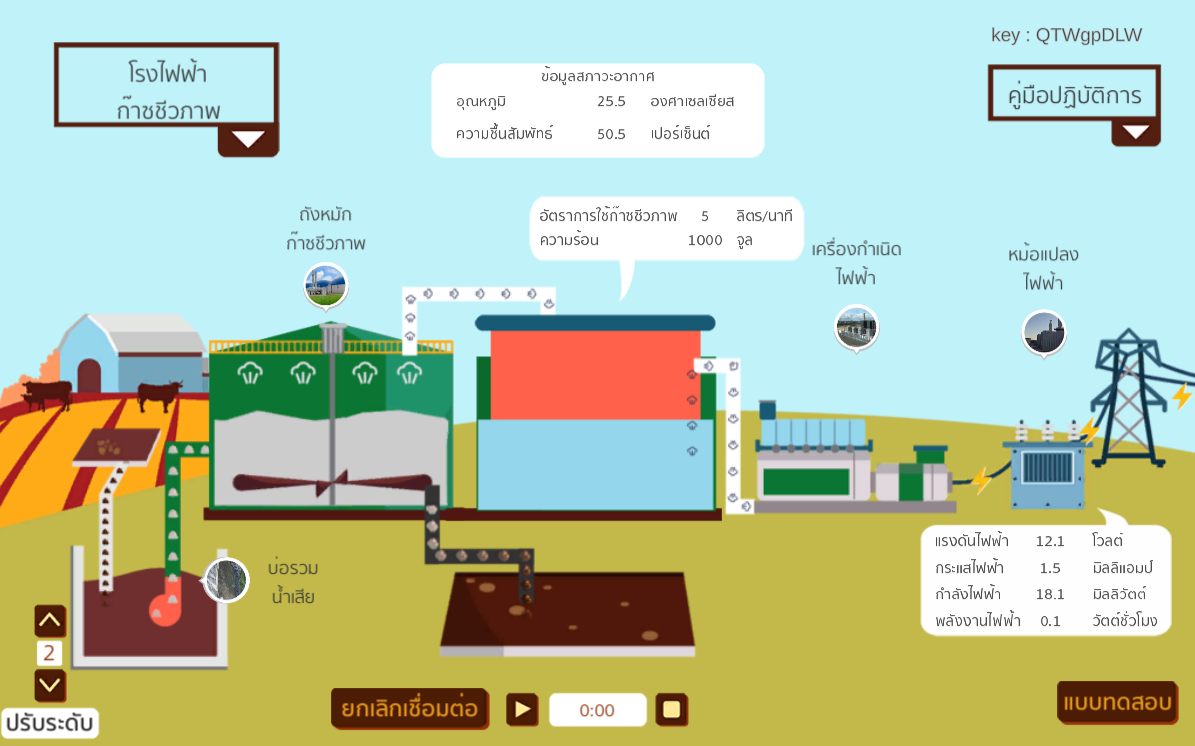 key : QTWgpDLW
โรงไฟฟ้า
ก๊าซชีวภาพ
ข้อมูลสภาวะอากาศ
อุณหภูมิ 25.5 องศาเซลเซียส
ความชื้นสัมพัทธ์ 50.5 เปอร์เซ็นต์
คู่มือปฏิบัติการ
ถังหมัก
ก๊าซชีวภาพ
อัตราการใช้ก๊าซชีวภาพ 5 ลิตร/นาที
ความร้อน 1000 จูล
เครื่องกำเนิด
ไฟฟ้า
หม้อแปลง
ไฟฟ้า
แรงดันไฟฟ้า 12.1 โวลต์
กระแสไฟฟ้า 1.5 มิลลิแอมป์
กำลังไฟฟ้า 18.1 มิลลิวัตต์
พลังงานไฟฟ้า 0.1 วัตต์ชั่วโมง
บ่อรวม
น้ำเสีย
2
ปรับระดับ
ยกเลิกเชื่อมต่อ
0:00
แบบทดสอบ